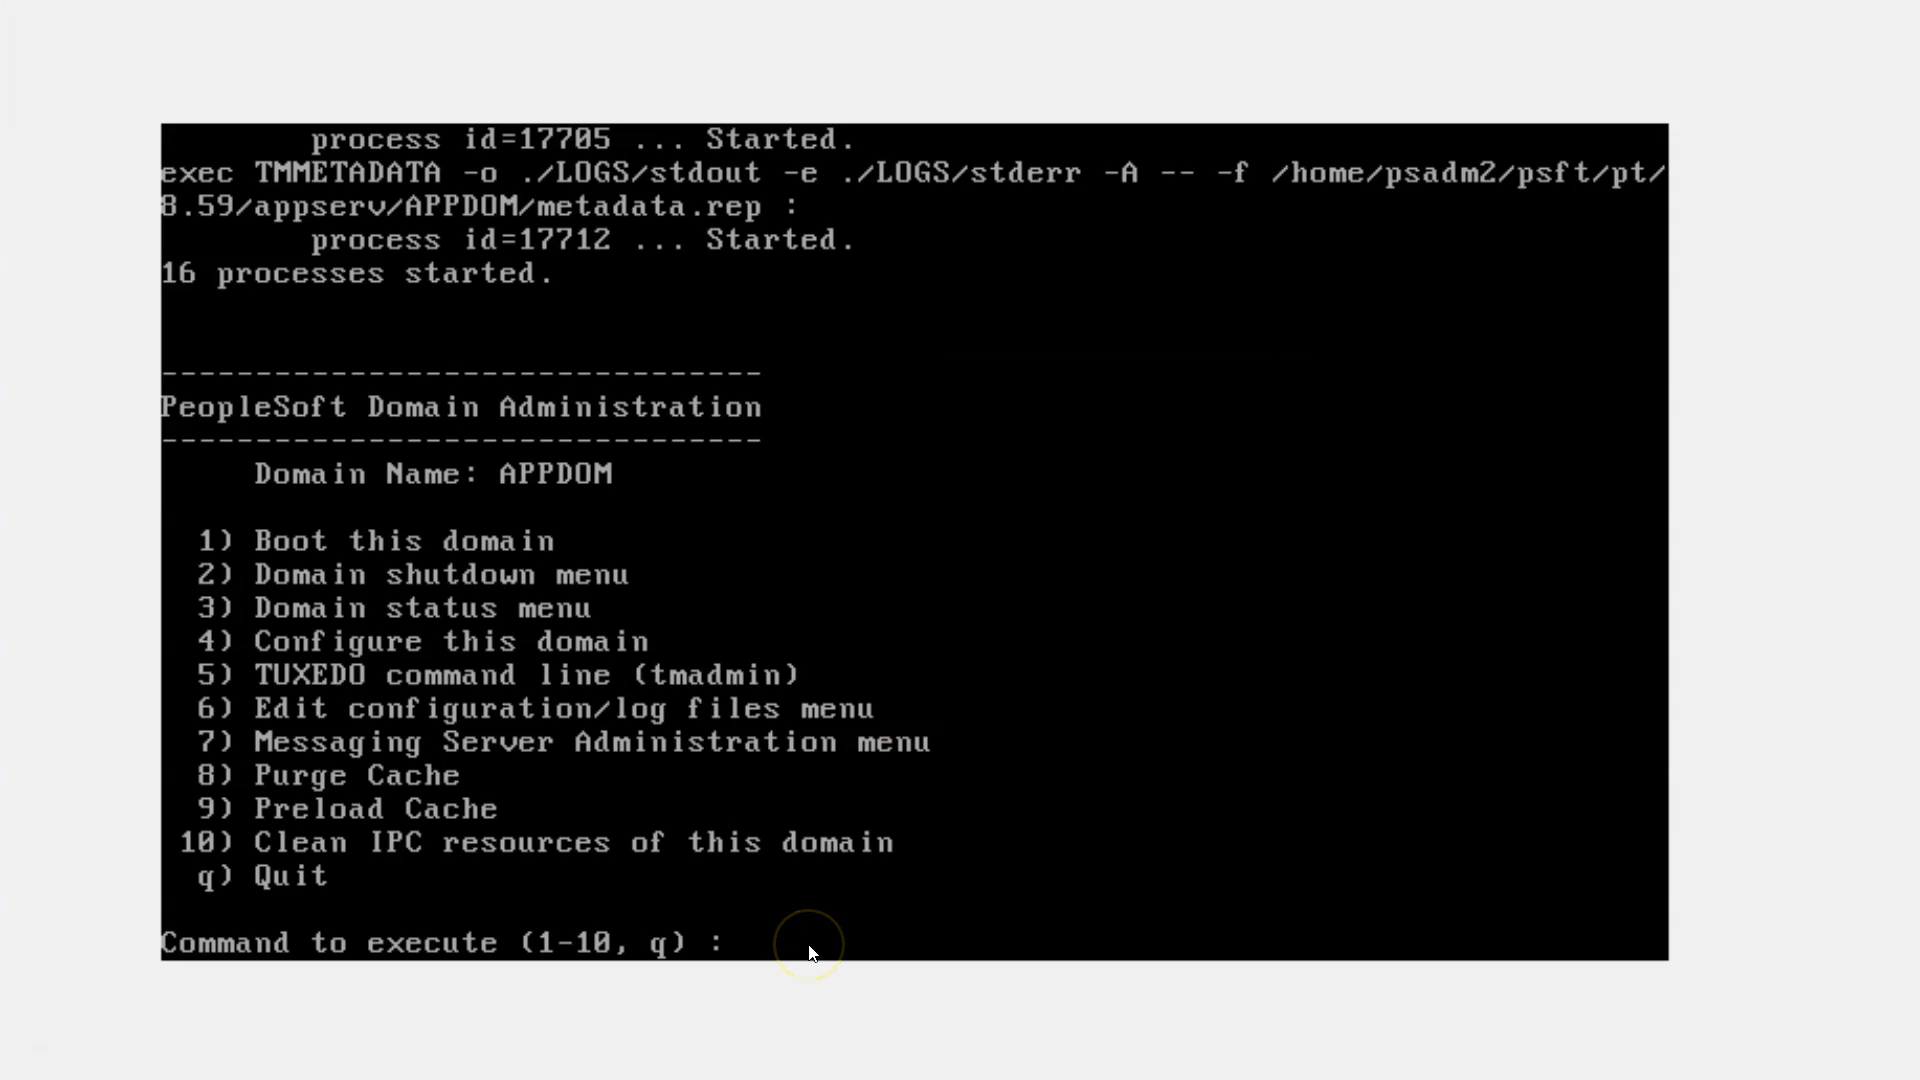 process id=17705 ... Started.
exec TMMETADATA -o ./LOGS/stdout -e ./LOGS/stderr -A -- -f /home/psadm2/psft/pt/
8.59/appserv/APPDOM/metadata.rep :
process id=17712 ... Started.
16 processes started.
--------------------------------
PeopleSoft Domain Administration
--------------------------------
Domain Name: APPDOM
1) Boot this domain
2) Domain shutdown menu
3) Domain status menu
4) Configure this domain
5) TUXEDO command line (tmadmin)
6) Edit configuration/log files menu
7) Messaging Server Administration menu
8) Purge Cache
9) Preload Cache
10) Clean IPC resources of this domain
q) Quit
Command to execute (1-10, q) :